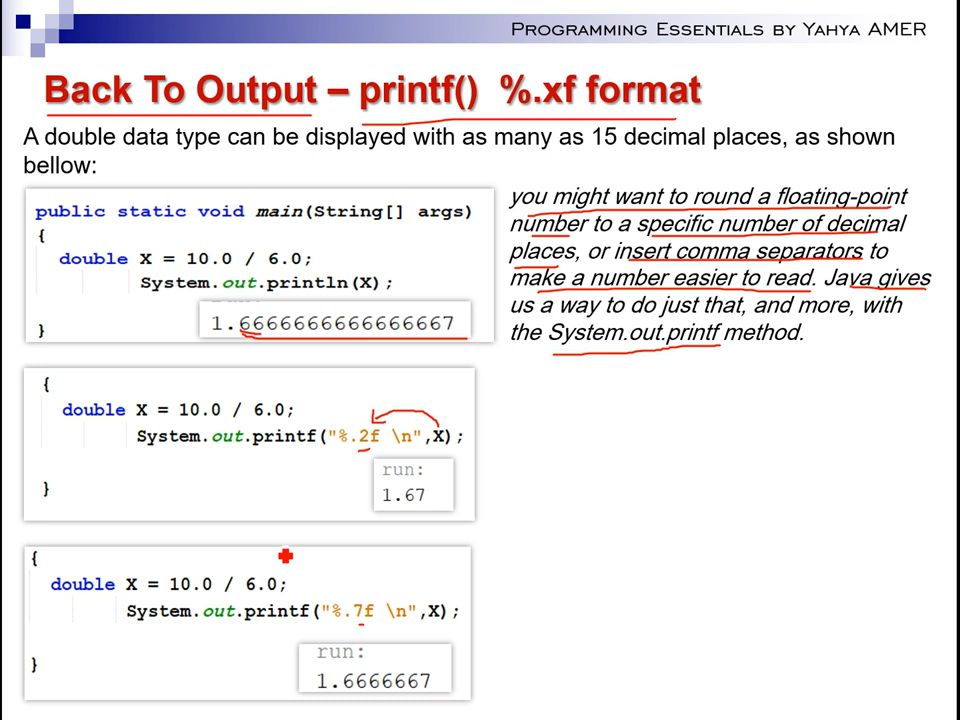 Programming Essentials by Yahya AMER
Back To Output – printf() %.xf format
A double data type can be displayed with as many as 15 decimal places, as shown
bellow:
public static void main(String[] args)
{
double X = 10.0 / 6.0;
System.out.println(X);
1.6666666666666667
}
you might want to round a floating-point
number to a specific number of decimal
places, or insert comma separators to
make a number easier to read. Java gives
us a way to do just that, and more, with
the System.out.printf method.
{
double X = 10.0 / 6.0;
System.out.printf("%.2f \n",X);
run:
1.67
}
{
double X = 10.0 / 6.0;
System.out.printf("%.7f \n",X);
run:
1.6666667
}